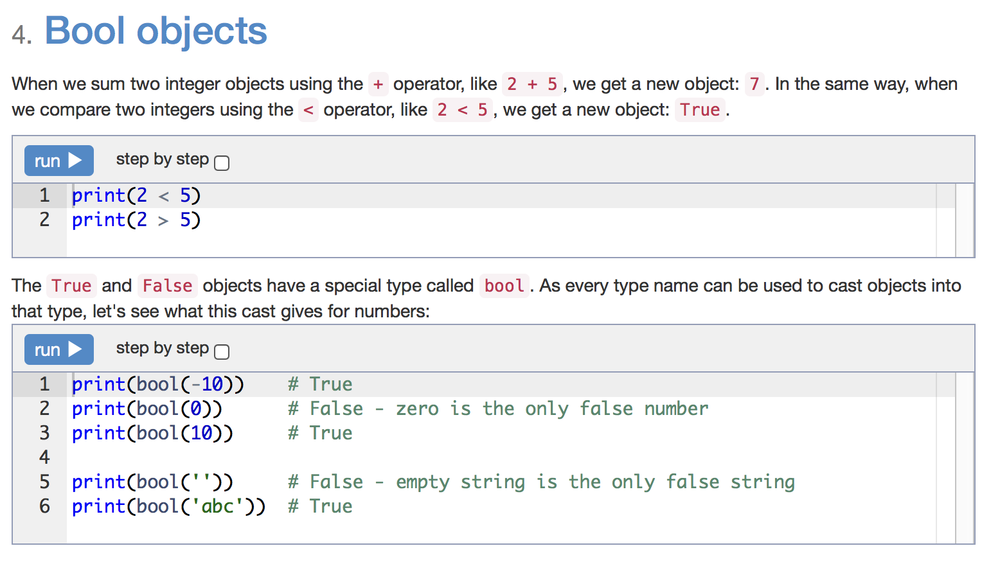 4. Bool objects
When we sum two integer objects using the + operator, like 2 + 5, we get a new object: 7. In the same way, when
we compare two integers using the < operator, like 2 < 5, we get a new object: True.
run step by step
1 print(2 < 5)
2 print(2 > 5)
The True and False objects have a special type called bool. As every type name can be used to cast objects into
that type, let's see what this cast gives for numbers:
run step by step
1 print(bool(-10))    # True
2 print(bool(0))      # False - zero is the only false number
3 print(bool(10))     # True
4
5 print(bool(''))     # False - empty string is the only false string
6 print(bool('abc'))  # True